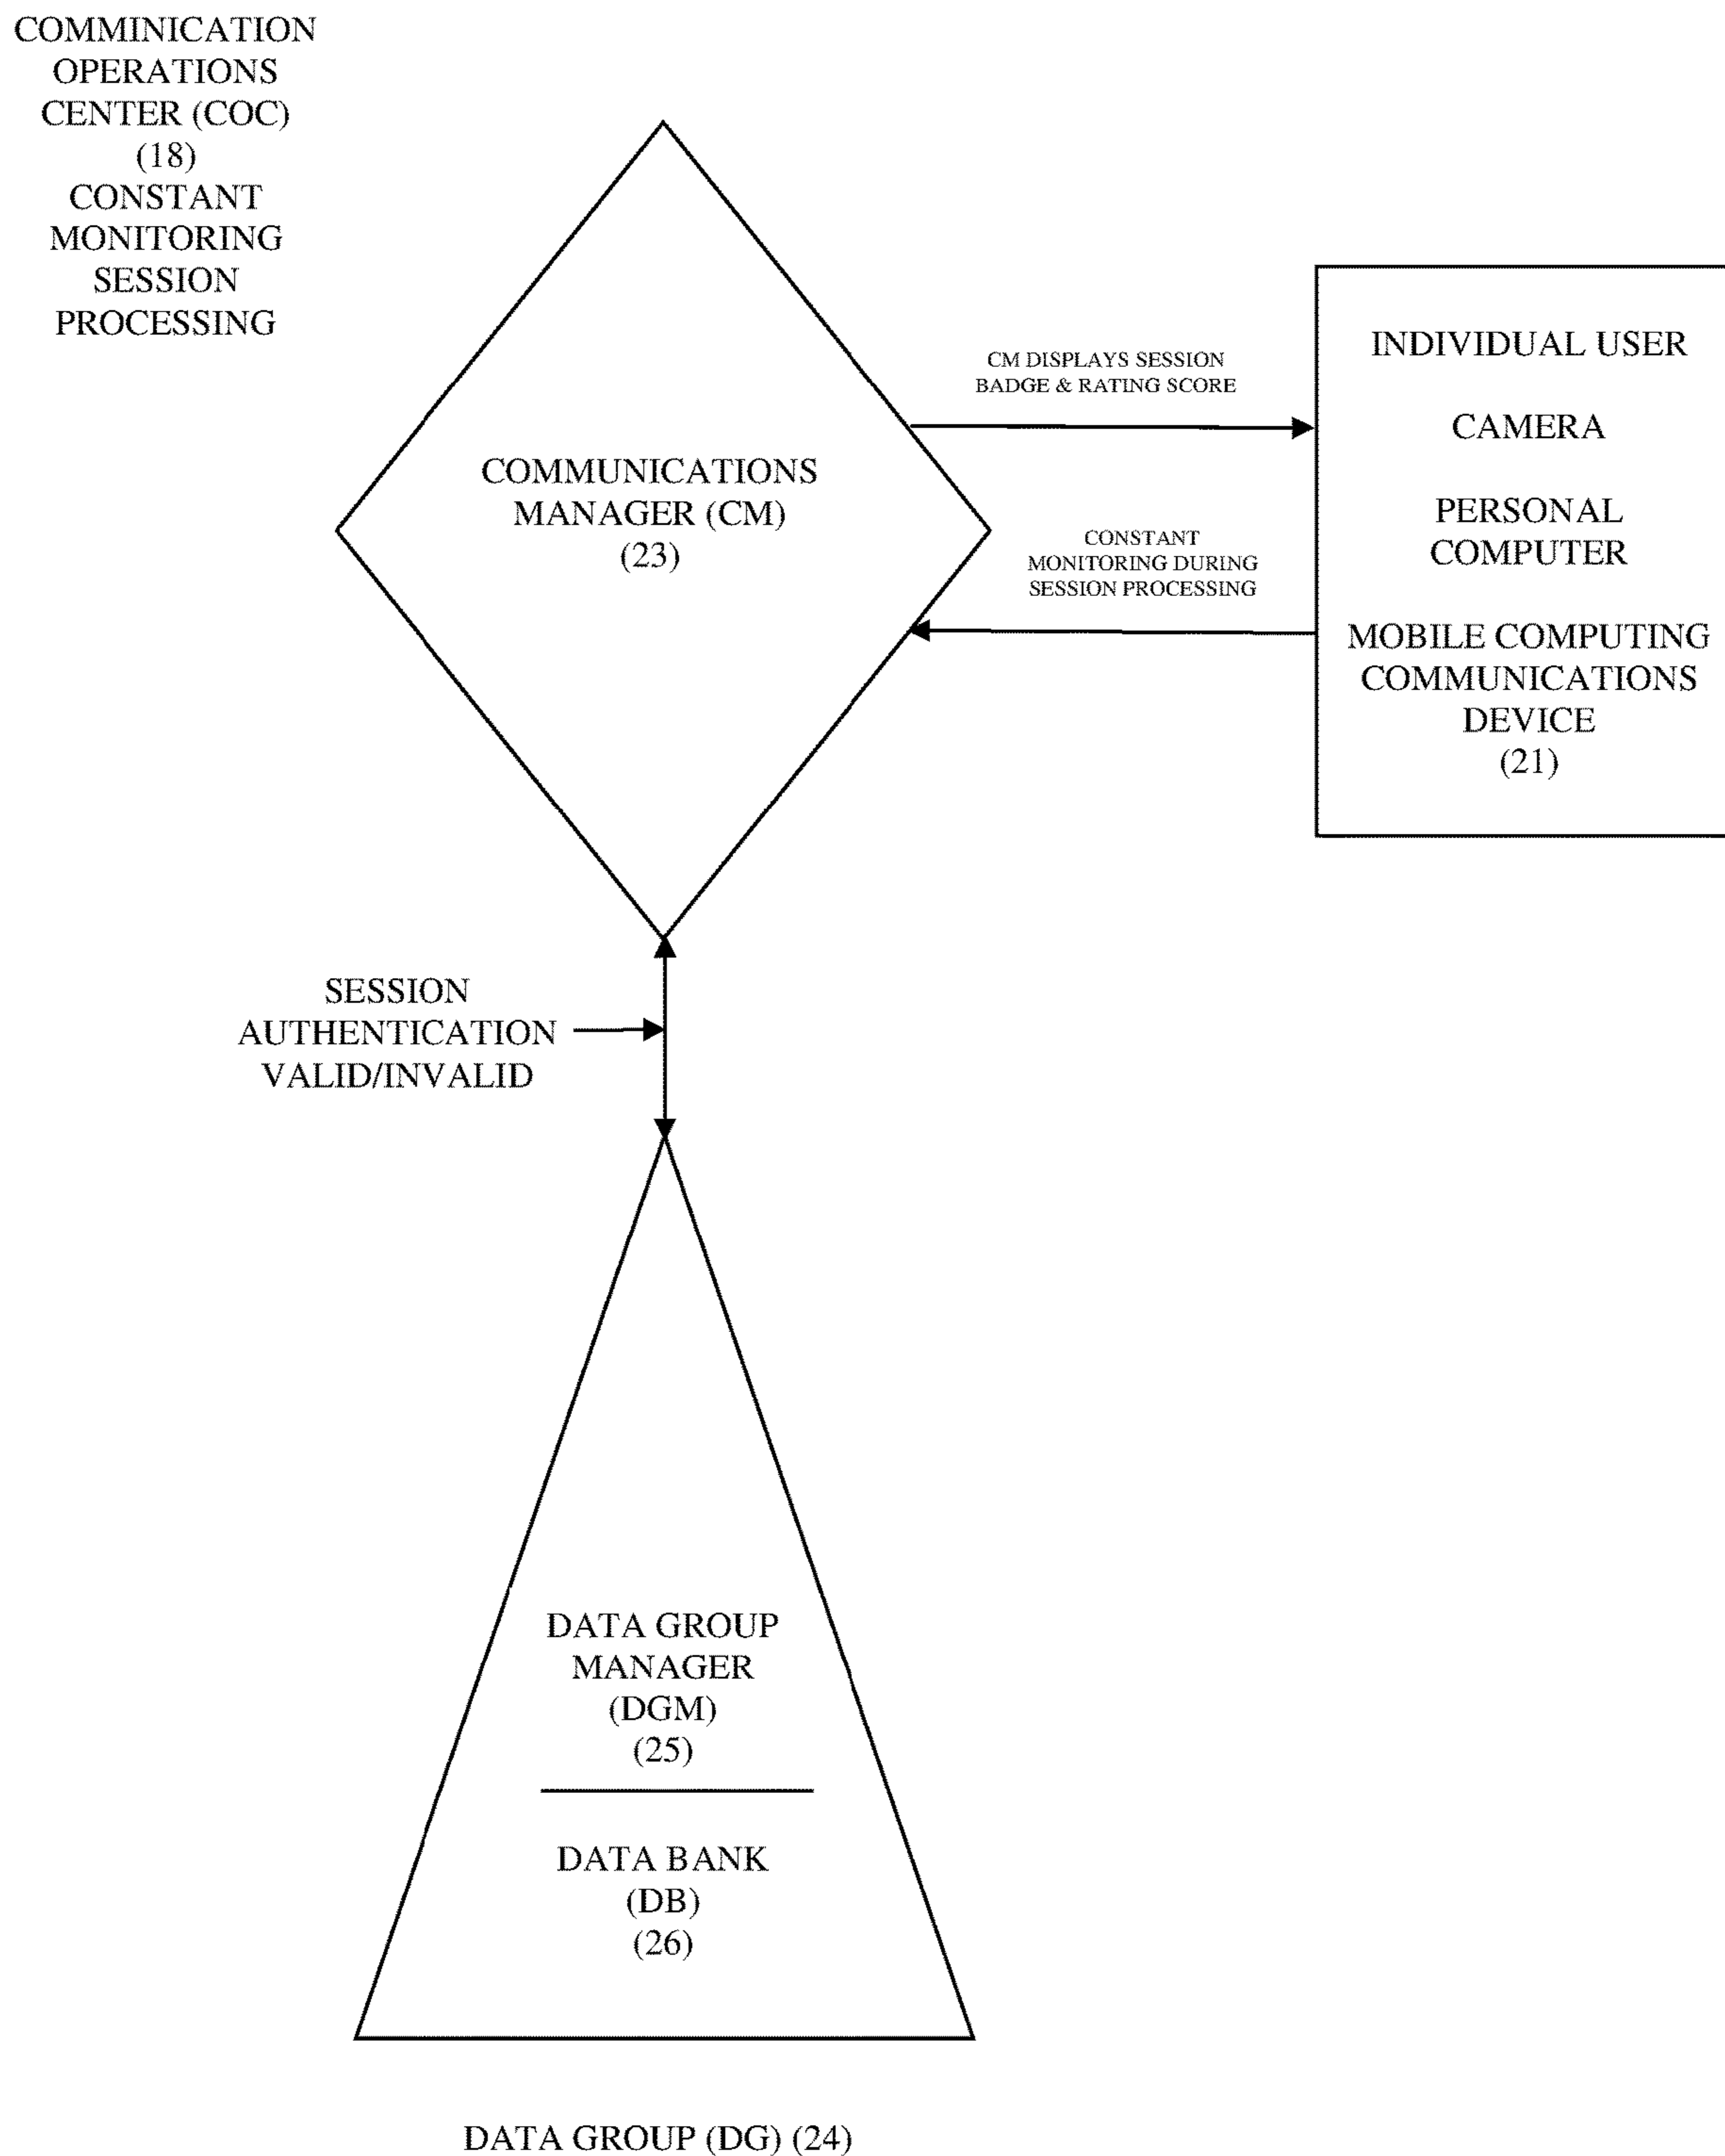 COMMINICATION
OPERATIONS
CENTER (COC)
(18)
CONSTANT
MONITORING
SESSION
PROCESSING
COMMUNICATIONS
MANAGER (CM)
(23)
CM DISPLAYS SESSION
BADGE & RATING SCORE
CONSTANT
MONITORING DURING
SESSION PROCESSING
INDIVIDUAL USER
CAMERA
PERSONAL
COMPUTER
MOBILE COMPUTING
COMMUNICATIONS
DEVICE
(21)
SESSION
AUTHENTICATION
VALID/INVALID
DATA GROUP
MANAGER
(DGM)
(25)
DATA BANK
(DB)
(26)
DATA GROUP (DG) (24)